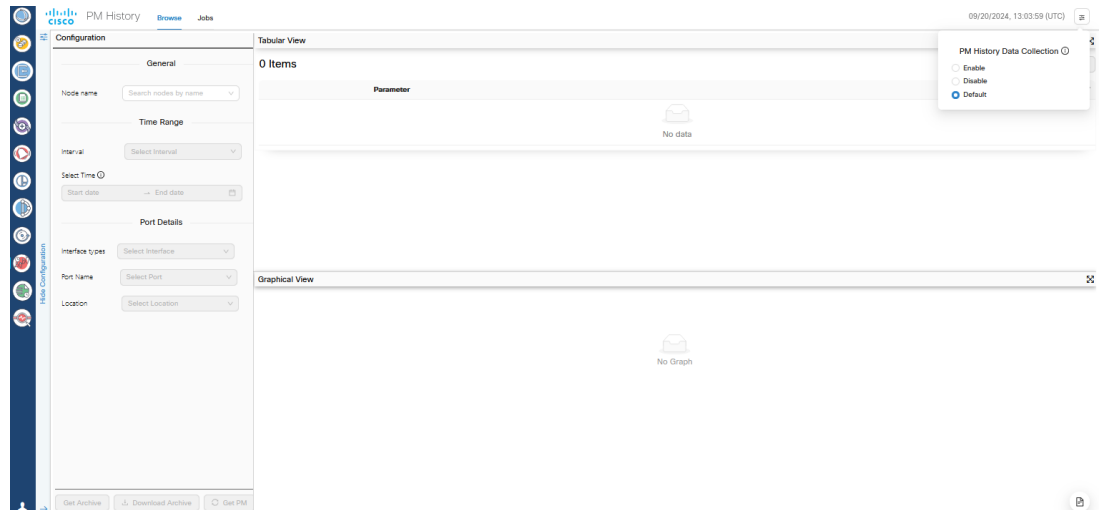 CISCO PM History Browse Jobs 09/20/2024, 13:03:59 (UTC)
Configuration
General
Node name Search nodes by name
Time Range
Interval Select Interval
Select Time
Start date → End date
Port Details
Interface types Select Interface
Port Name Select Port
Location Select Location
Get Archive Download Archive Get PM
Hide Configuration
Tabular View
0 Items
Parameter
No data
Graphical View
No Graph
PM History Data Collection
Enable
Disable
Default